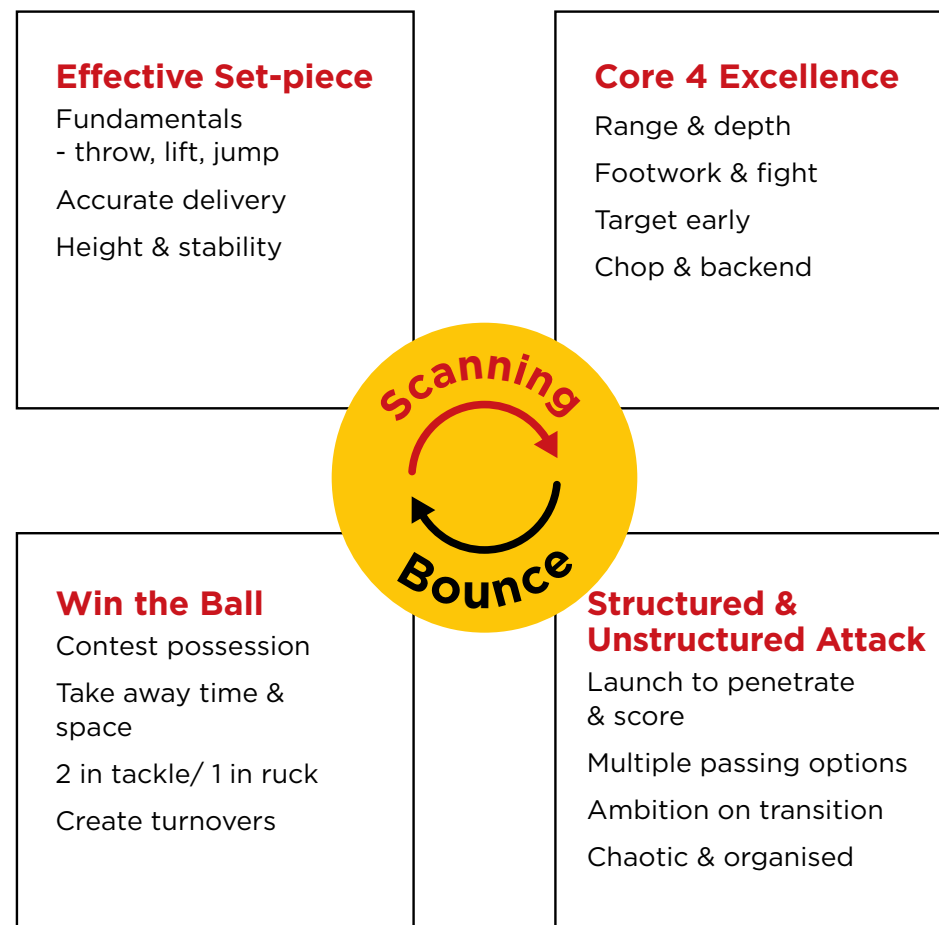 Effective Set-piece
Fundamentals
- throw, lift, jump
Accurate delivery
Height & stability
Core 4 Excellence
Range & depth
Footwork & fight
Target early
Chop & backend
Scanning
Bounce
Win the Ball
Contest possession
Take away time &
space
2 in tackle/ 1 in ruck
Create turnovers
Structured &
Unstructured Attack
Launch to penetrate
& score
Multiple passing options
Ambition on transition
Chaotic & organised